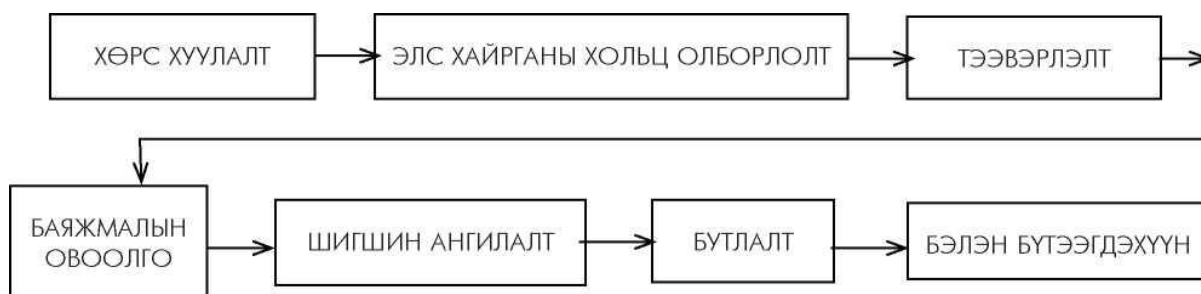 ХӨРС ХУУЛАЛТ
ЭЛС ХАЙРГАНЫ ХОЛЬЦ ОЛБОРЛОЛТ
ТЭЭВЭРЛЭЛТ
БАЯЖМАЛЫН
ОВООЛГО
ШИГШИН АНГИЛАЛТ
БУТЛАЛТ
БЭЛЭН БҮТЭЭГДЭХҮҮН